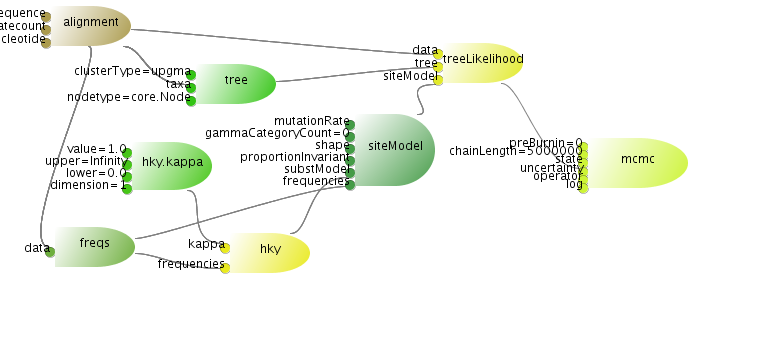 equence
alignment
atecount
ucleotide
data
tree
siteModel
treeLikelihood
clusterType=upgma
taxa
nodetype=core.Node
tree
mutationRate
gammaCategoryCount=0
shape
proportionInvariant
substModel
frequencies
siteModel
preBurnin=0
chainLength=5000000
state
uncertainty
operator
log
mcmc
value=1.0
upper=Infinity
lower=0.0
dimension=1
hky.kappa
data
freqs
kappa
frequencies
hky